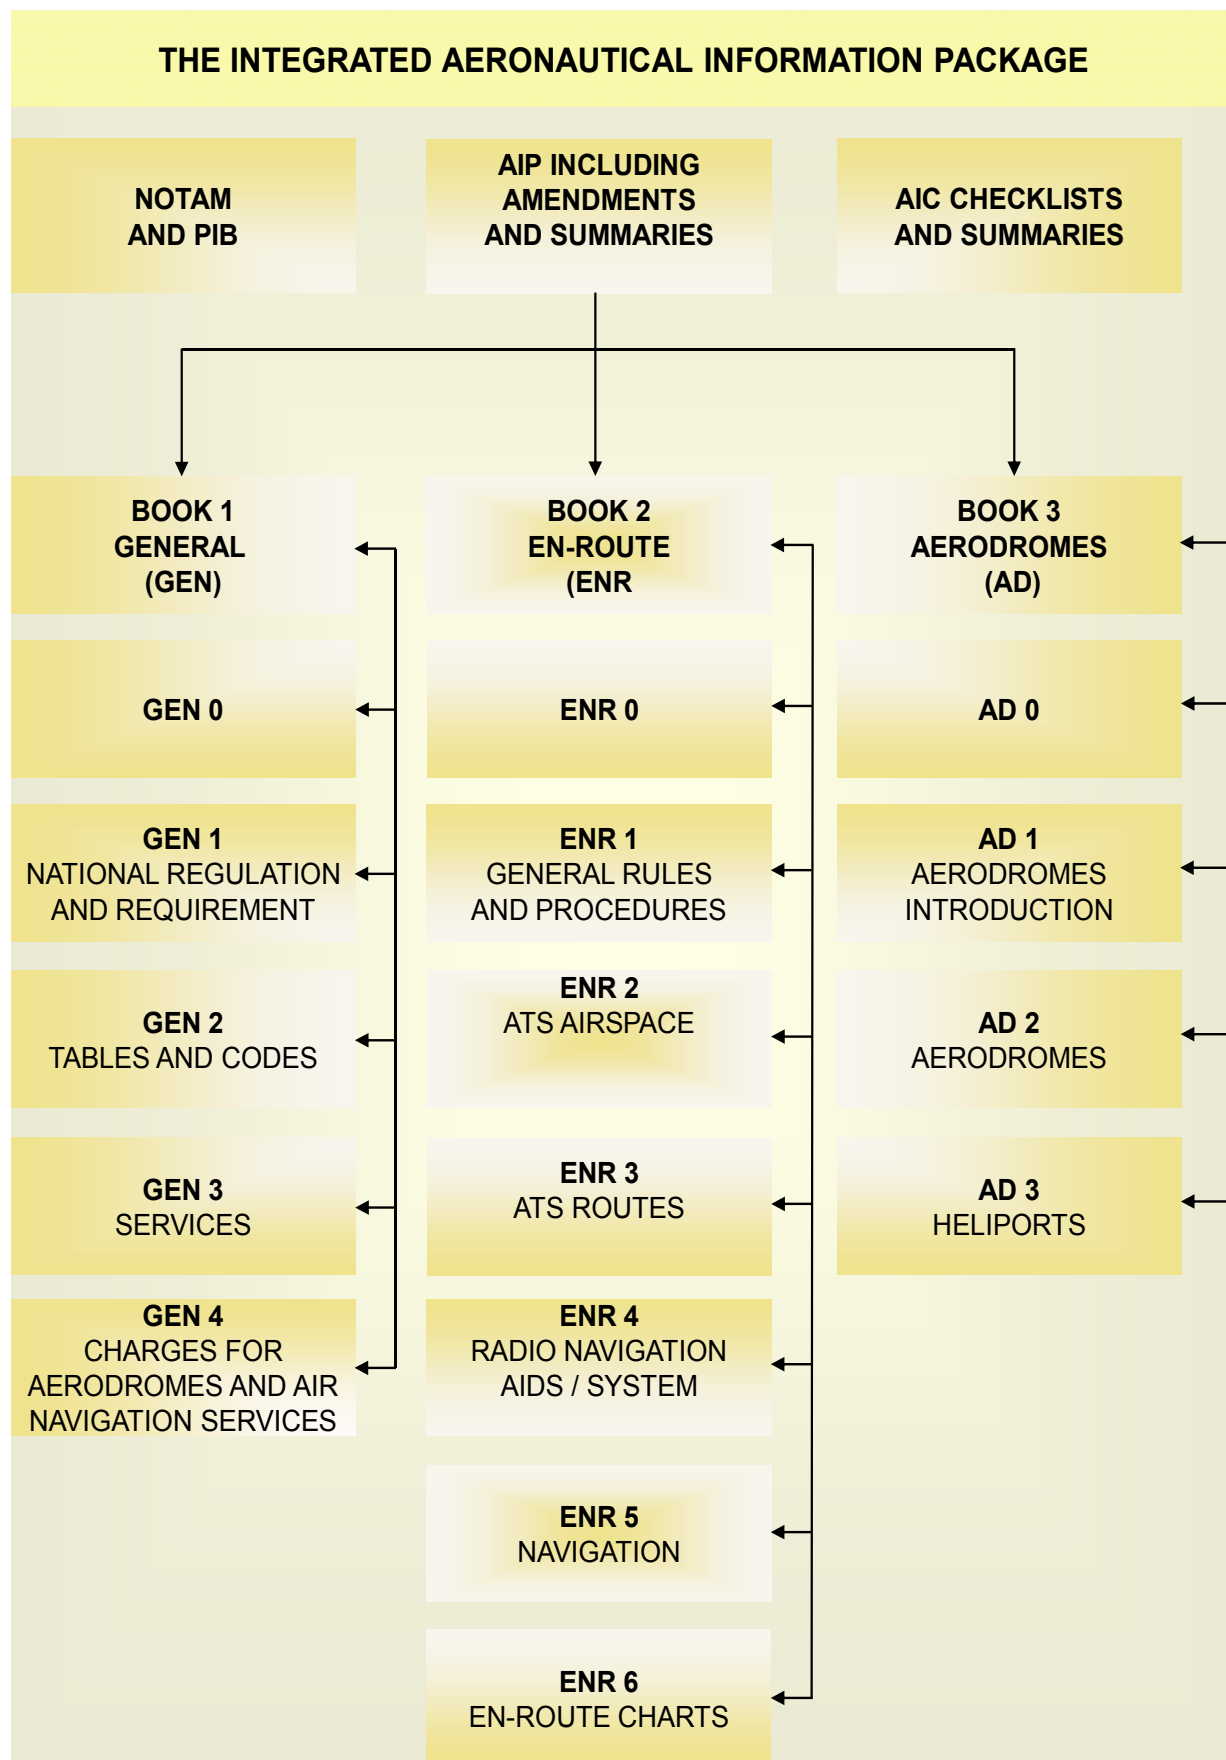 THE INTEGRATED AERONAUTICAL INFORMATION PACKAGE
NOTAM
AND PIB
AIP INCLUDING
AMENDMENTS
AND SUMMARIES
AIC CHECKLISTS
AND SUMMARIES
BOOK 1
GENERAL
(GEN)
BOOK 2
EN-ROUTE
(ENR
BOOK 3
AERODROMES
(AD)
GEN 0
ENR 0
AD 0
GEN 1
NATIONAL REGULATION
AND REQUIREMENT
ENR 1
GENERAL RULES
AND PROCEDURES
AD 1
AERODROMES
INTRODUCTION
GEN 2
TABLES AND CODES
ENR 2
ATS AIRSPACE
AD 2
AERODROMES
GEN 3
SERVICES
ENR 3
ATS ROUTES
AD 3
HELIPORTS
GEN 4
CHARGES FOR
AERODROMES AND AIR
NAVIGATION SERVICES
ENR 4
RADIO NAVIGATION
AIDS / SYSTEM
ENR 5
NAVIGATION
ENR 6
EN-ROUTE CHARTS